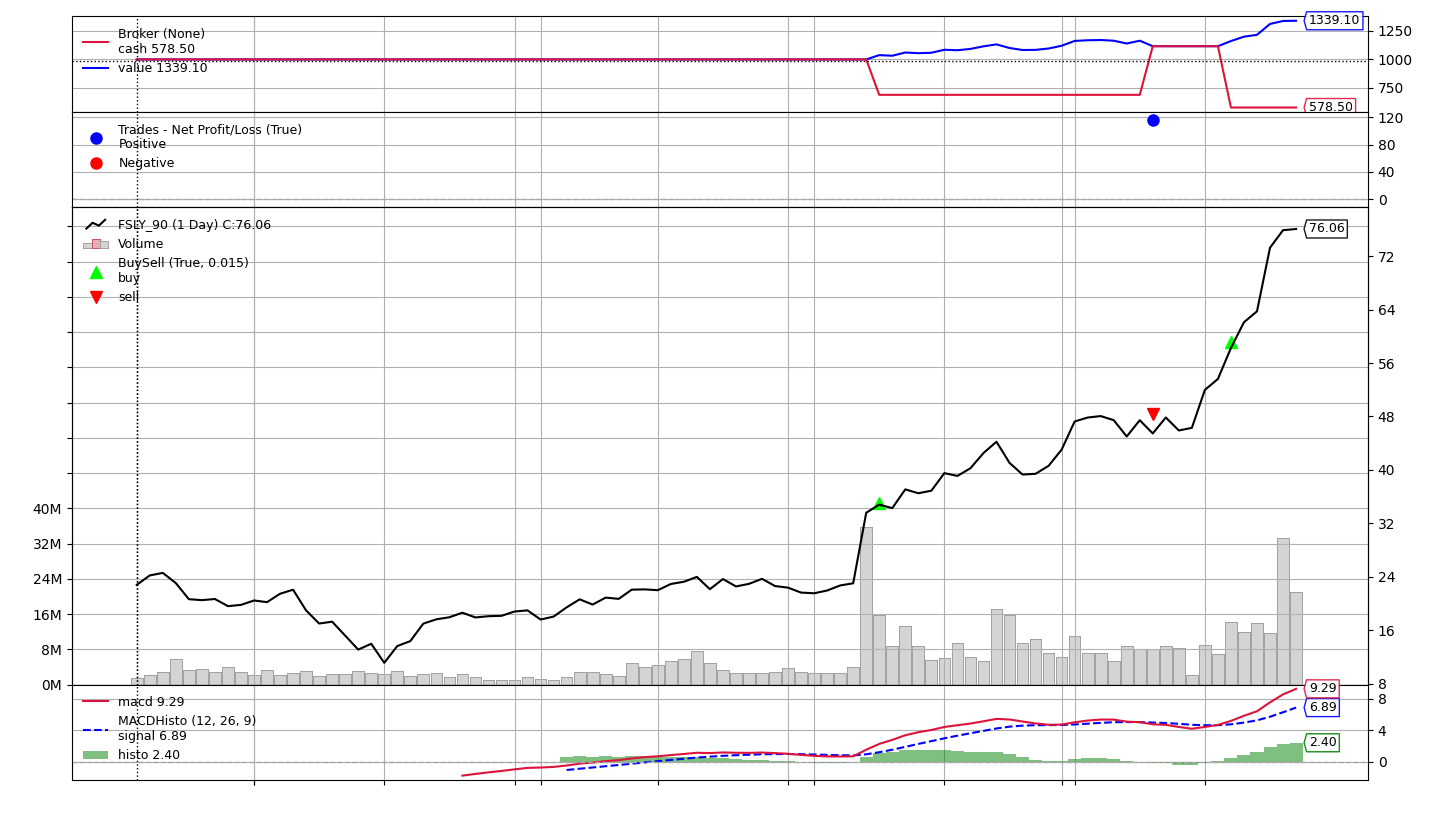 Broker (None)
cash 578.50
value 1339.10
1339.10
1250
1000
750
578.50
Trades - Net Profit/Loss (True)
Positive
Negative
120
80
40
0
FSLY_90 (1 Day) C:76.06
Volume
BuySell (True, 0.015)
buy
sell
76.06
72
64
56
48
40
32
24
16
8
40M
32M
24M
16M
8M
0M
macd 9.29
MACDHisto (12, 26, 9)
signal 6.89
histo 2.40
9.29
8
6.89
4
2.40
0